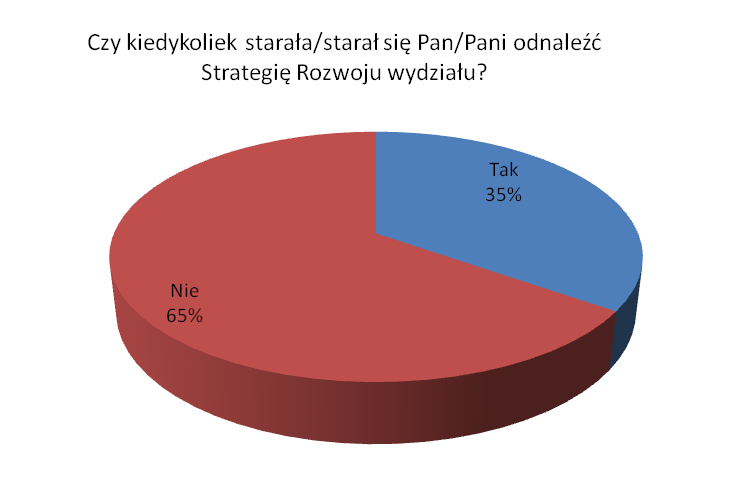 Czy kiedykoliek starała/starał się Pan/Pani odnaleźć
Strategię Rozwoju wydziału?
Tak
35%
Nie
65%